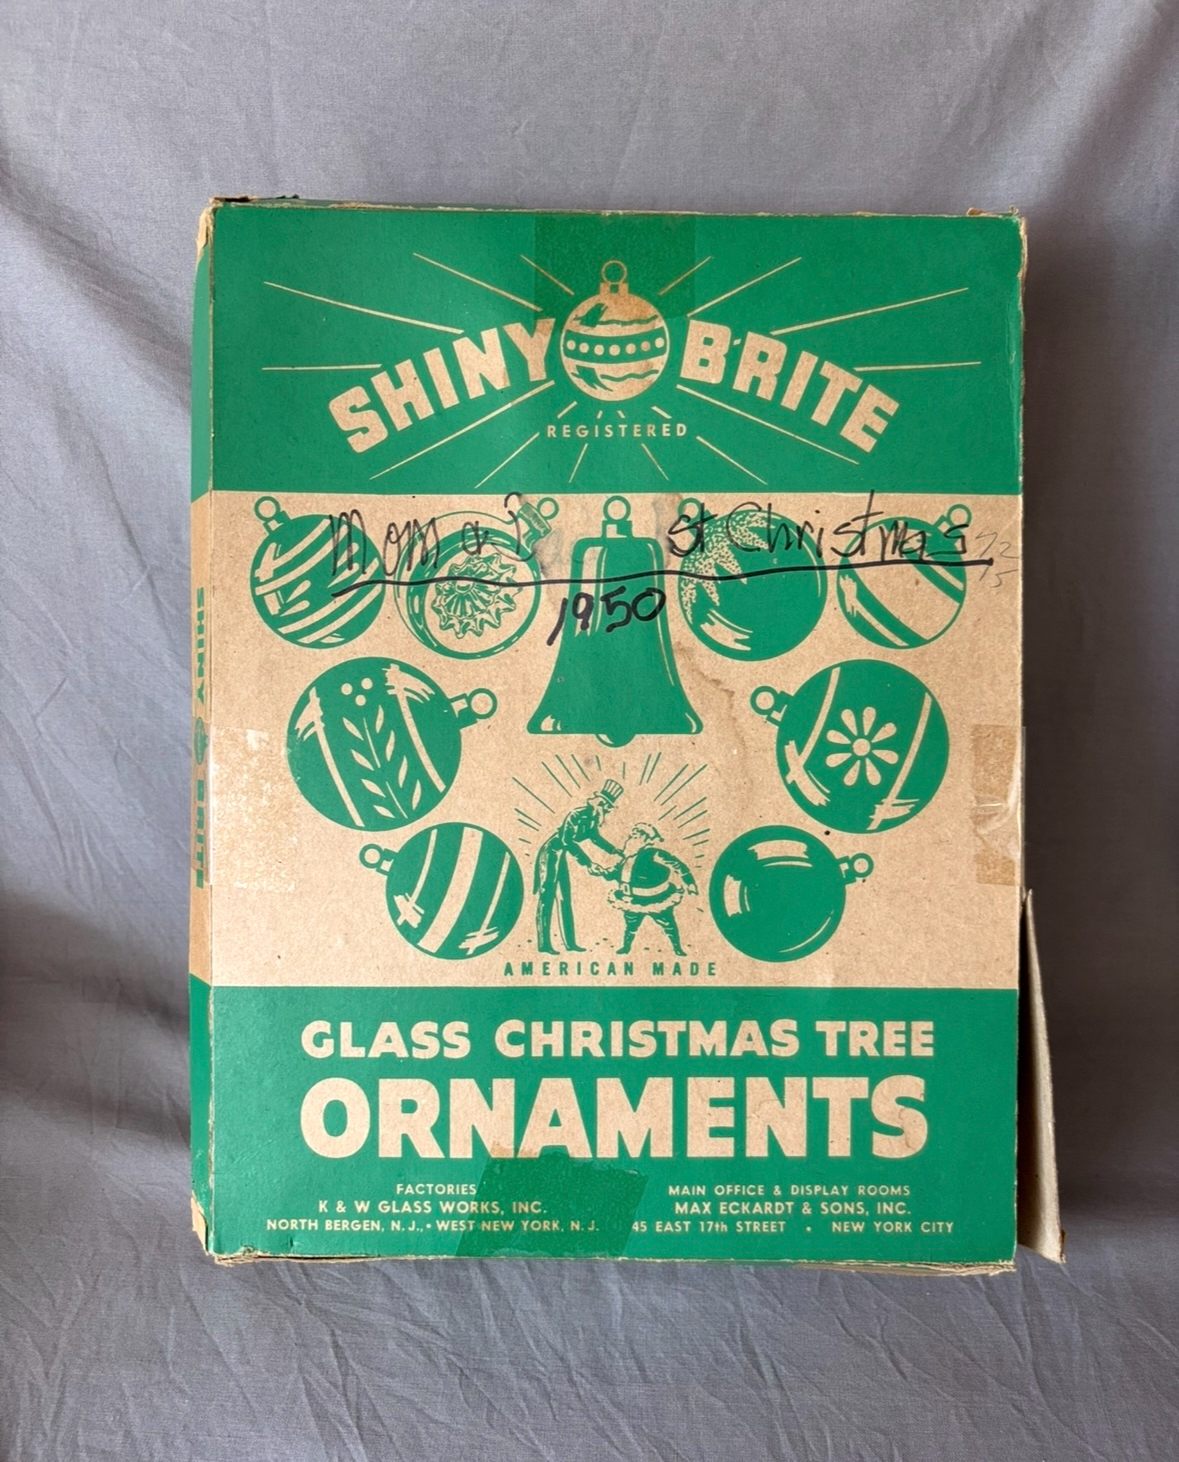 SHINY BRITE
REGISTERED
Mom st Christmas
1950
AMERICAN MADE
GLASS CHRISTMAS TREE
ORNAMENTS
FACTORIES
K & W GLASS WORKS, INC.
NORTH BERGEN, N. J., • WEST NEW YORK, N. J.
MAIN OFFICE & DISPLAY ROOMS
MAX ECKARDT & SONS, INC.
45 EAST 17th STREET • NEW YORK CITY
SHINY BRITE